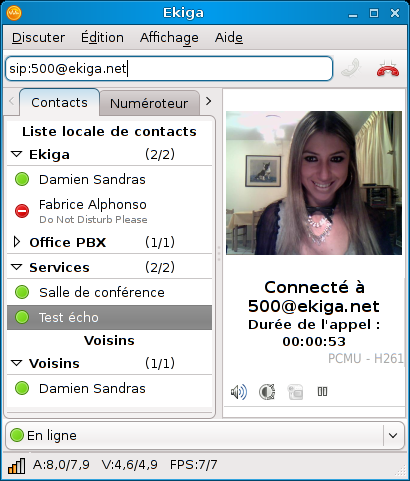 Ekiga
Discuter Édition Affichage Aide
sip:500@ekiga.net
Contacts Numéroteur
Liste locale de contacts
Ekiga (2/2)
Damien Sandras
Fabrice Alphonso
Do Not Disturb Please
Office PBX (1/1)
Services (2/2)
Salle de conférence
Test écho
Voisins
Voisins (1/1)
Damien Sandras
Connecté à
500@ekiga.net
Durée de l'appel :
00:00:53
PCMU - H261
En ligne
A:8,0/7,9 V:4,6/4,9 FPS:7/7